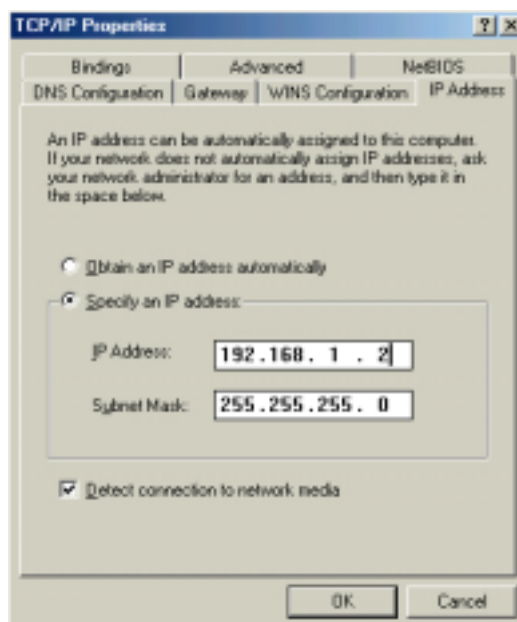 TCP/IP Properties
? X
Bindings Advanced NetBIOS
DNS Configuration Gateway WINS Configuration IP Address
An IP address can be automatically assigned to this computer.
If your network does not automatically assign IP addresses, ask
your network administrator for an address, and then type it in
the space below.
Obtain an IP address automatically
Specify an IP address:
IP Address: 192.168. 1 . 2
Subnet Mask: 255.255.255. 0
Detect connection to network media
OK Cancel